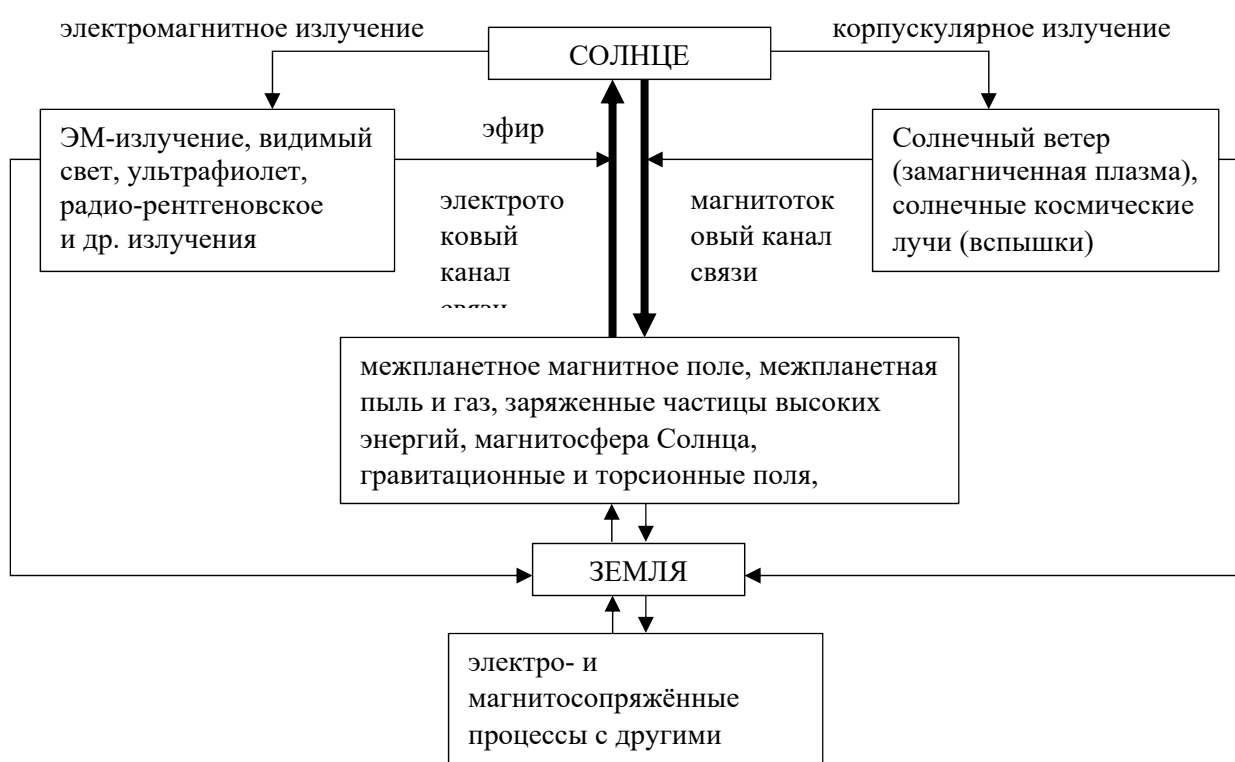 электромагнитное излучение
корпускулярное излучение
СОЛНЦЕ
ЭМ-излучение, видимый
свет, ультрафиолет,
радио-рентгеновское
и др. излучения
эфир
Солнечный ветер
(замагниченная плазма),
солнечные космические
лучи (вспышки)
электрото
ковый
канал
связи
магнитоток
овый канал
связи
межпланетное магнитное поле, межпланетная
пыль и газ, заряженные частицы высоких
энергий, магнитосфера Солнца,
гравитационные и торсионные поля,
ЗЕМЛЯ
электро- и
магнитосопряжённые
процессы с другими